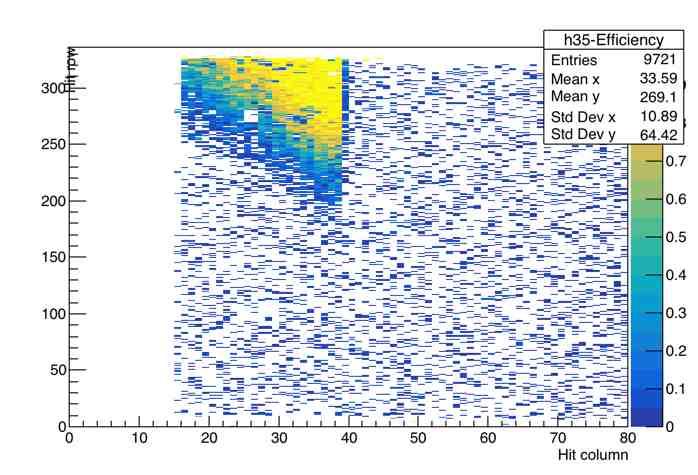 h35-Efficiency
Entries 9721
Mean x 33.59
Mean y 269.1
Std Dev x 10.89
Std Dev y 64.42
300
250
200
150
100
50
0
0 10 20 30 40 50 60 70 80
Hit column
0.7
0.6
0.5
0.4
0.3
0.2
0.1
0